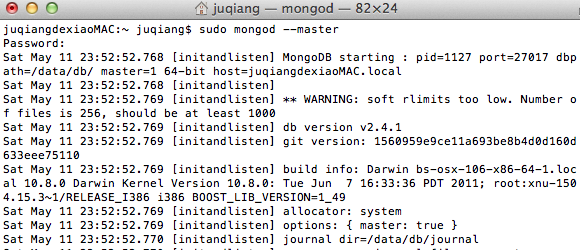 juqiang — mongod — 82×24
juqiangdexiaoMAC:~ juqiang$ sudo mongod --master
Password:
Sat May 11 23:52:52.768 [initandlisten] MongoDB starting : pid=1127 port=27017 dbp
ath=/data/db/ master=1 64-bit host=juqiangdexiaoMAC.local
Sat May 11 23:52:52.768 [initandlisten]
Sat May 11 23:52:52.769 [initandlisten] ** WARNING: soft rlimits too low. Number o
f files is 256, should be at least 1000
Sat May 11 23:52:52.769 [initandlisten] db version v2.4.1
Sat May 11 23:52:52.769 [initandlisten] git version: 1560959e9ce11a693be8b4d0d160d
633eee75110
Sat May 11 23:52:52.769 [initandlisten] build info: Darwin bs-osx-106-x86-64-1.loc
al 10.8.0 Darwin Kernel Version 10.8.0: Tue Jun  7 16:33:36 PDT 2011; root:xnu-150
4.15.3~1/RELEASE_I386 i386 BOOST_LIB_VERSION=1_49
Sat May 11 23:52:52.769 [initandlisten] allocator: system
Sat May 11 23:52:52.769 [initandlisten] options: { master: true }
Sat May 11 23:52:52.770 [initandlisten] journal dir=/data/db/journal